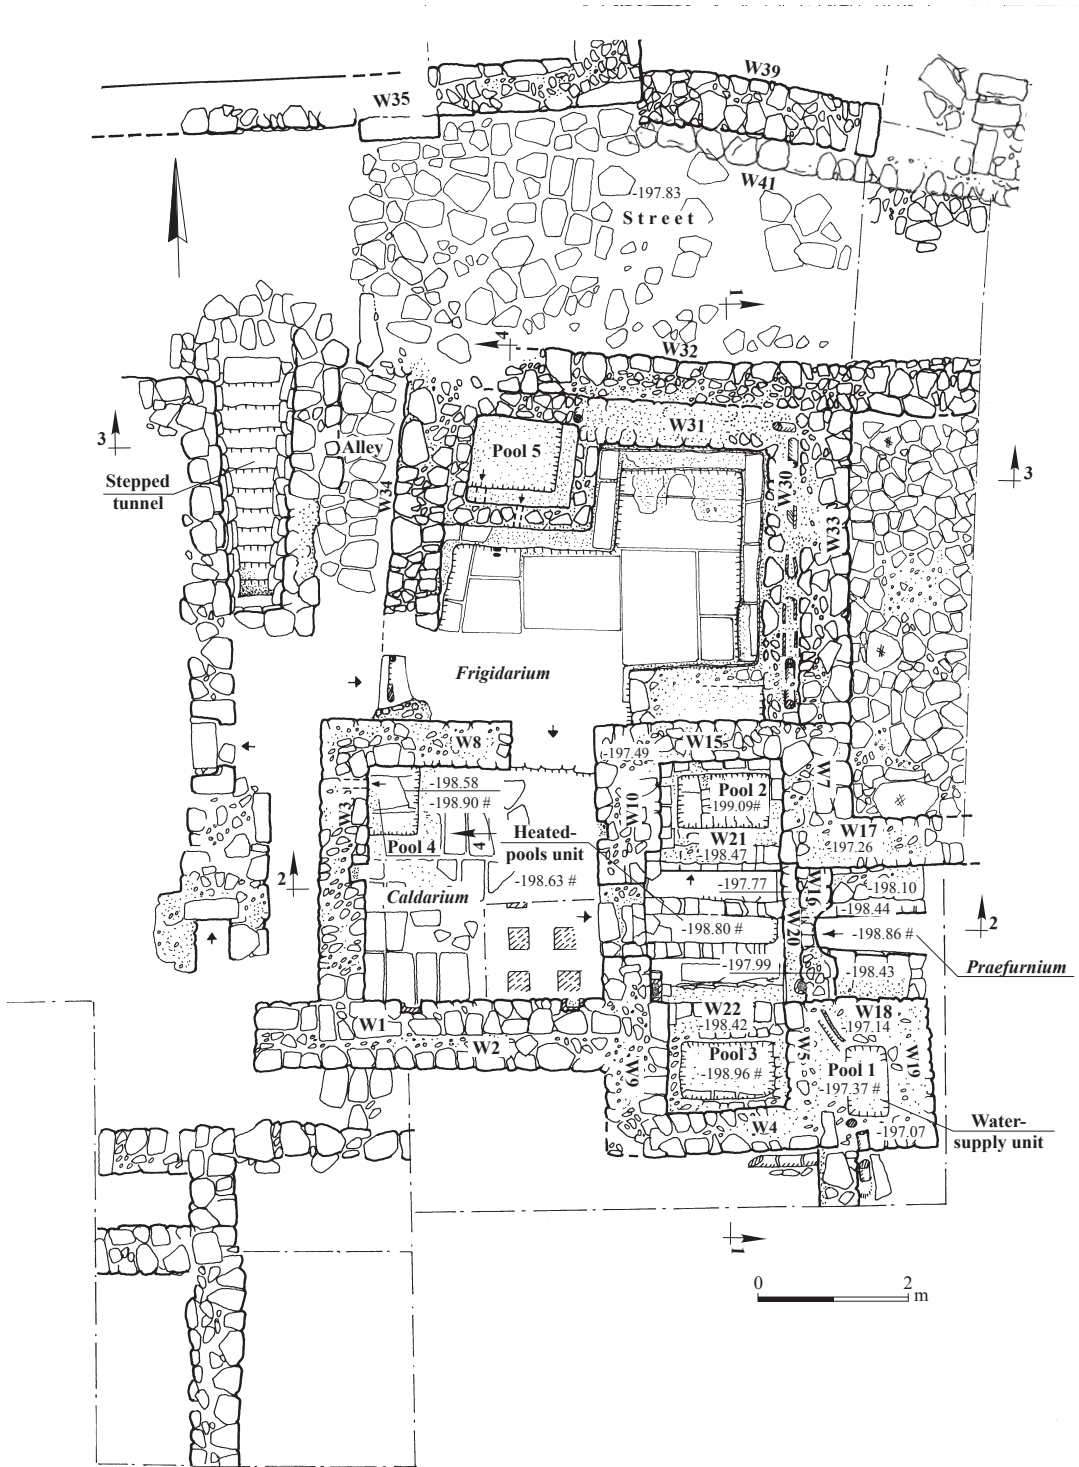 W39
W35
W41
-197.83
Street
1
4
W32
3
Alley
Pool 5
W31
W30
3
Stepped
tunnel
W34
W33
Frigidarium
W8
-197.49
W15
W7
-198.58
-198.90 #
W3
Pool 4
4
Heated-
pools unit
W10
Pool 2
199.09#
W21
-198.47
W17
-197.26
2
Caldarium
-198.63 #
-197.77
W16
-198.10
-198.44
-198.80 #
W20
-198.86 #
2
-197.99
-198.43
Praefurnium
W1
W2
W22
-198.42
W18
-197.14
Pool 3
-198.96 #
W5
Pool 1
-197.37 #
W19
W9
W4
-197.07
Water-
supply unit
1
0
2
m